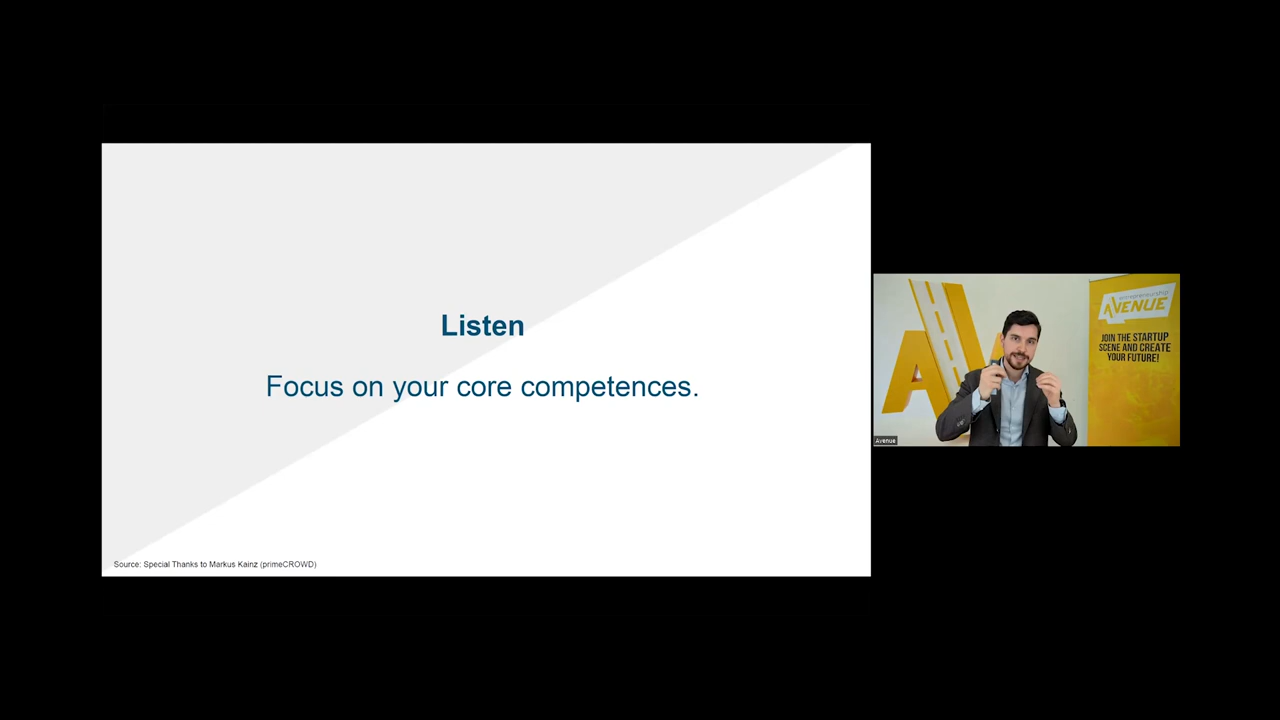 Listen
Focus on your core competences.
Source: Special Thanks to Markus Kainz (primeCROWD)
entrepreneurship
AVENUE
JOIN THE STARTUP
SCENE AND CREATE
YOUR FUTURE!
Avenue